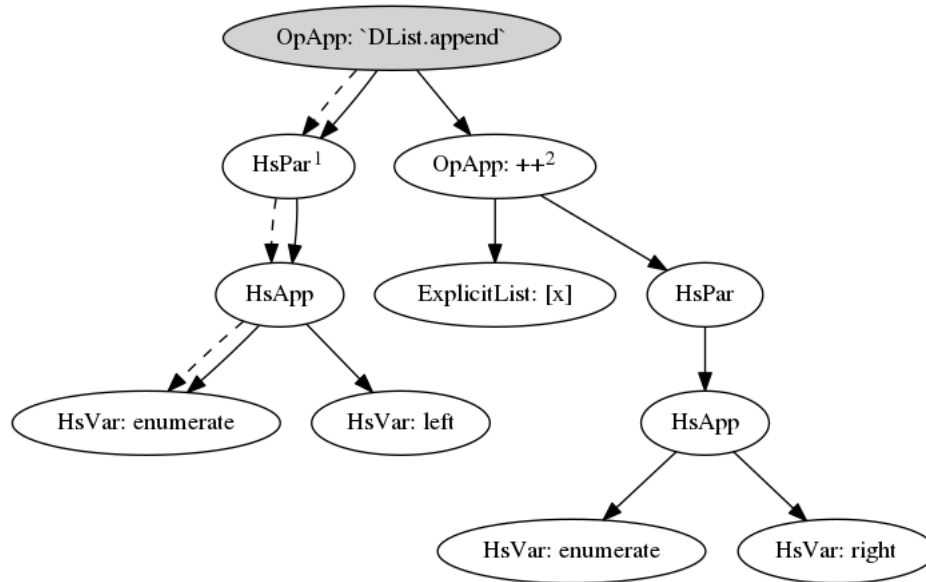 OpApp: `DList.append`
HsPar¹
OpApp: ++²
HsApp
ExplicitList: [x]
HsPar
HsVar: enumerate
HsVar: left
HsApp
HsVar: enumerate
HsVar: right